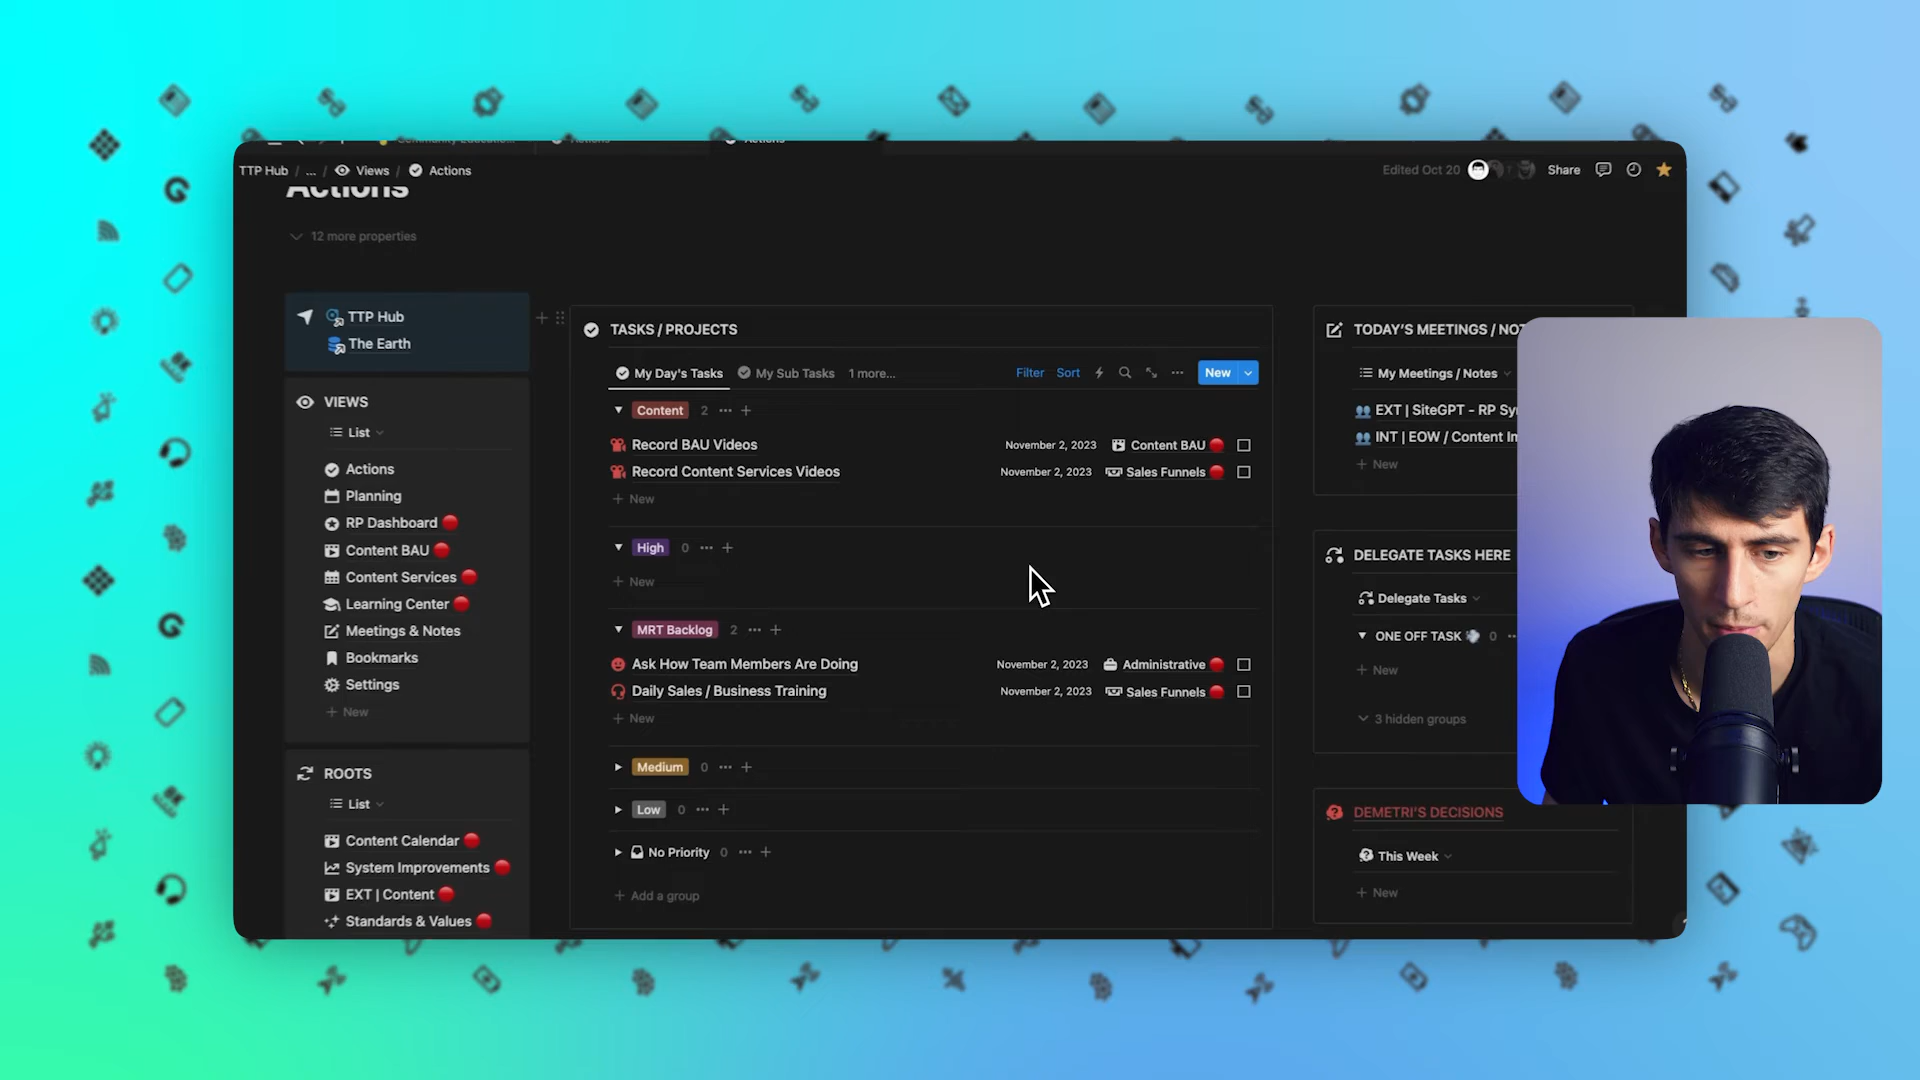 Actions
TTP Hub / ... / Views / Actions
Edited Oct 20
Share
Actions
12 more properties
TTP Hub
The Earth
VIEWS
List
Actions
Planning
RP Dashboard
Content BAU
Content Services
Learning Center
Meetings & Notes
Bookmarks
Settings
+ New
ROOTS
List
Content Calendar
System Improvements
EXT | Content
Standards & Values
TASKS / PROJECTS
My Day's Tasks
My Sub Tasks
1 more...
Filter
Sort
New
Content 2
Record BAU Videos November 2, 2023 Content BAU
Record Content Services Videos November 2, 2023 Sales Funnels
+ New
High 0
+ New
MRT Backlog 2
Ask How Team Members Are Doing November 2, 2023 Administrative
Daily Sales / Business Training November 2, 2023 Sales Funnels
+ New
Medium 0
Low 0
No Priority 0
+ Add a group
TODAY'S MEETINGS /
My Meetings / Notes
EXT | SiteGPT - RP
INT | EOW / Content
+ New
DELEGATE TASKS HERE
Delegate Tasks
ONE OFF TASK 0
+ New
3 hidden groups
DEMETRI'S DECISIONS
This Week
+ New